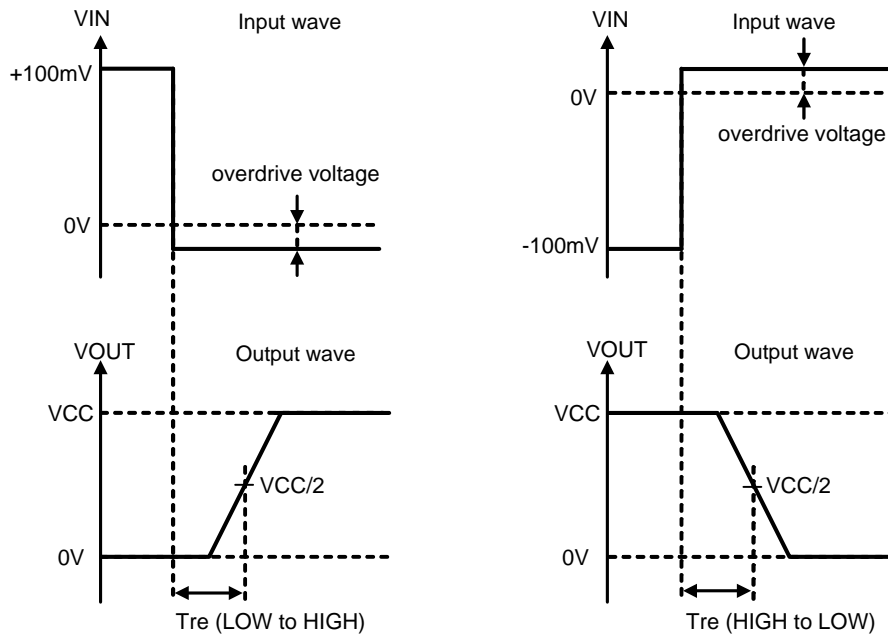 VIN
Input wave
+100mV
overdrive voltage
0V
VOUT
Output wave
VCC
VCC/2
0V
Tre (LOW to HIGH)
VIN
Input wave
0V
overdrive voltage
-100mV
VOUT
Output wave
VCC
VCC/2
0V
Tre (HIGH to LOW)